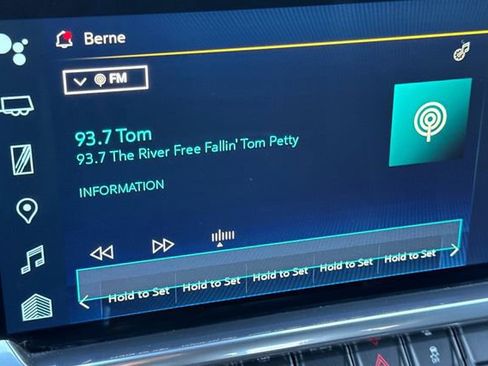 Berne
FM
93.7 Tom
93.7 The River Free Fallin' Tom Petty
INFORMATION
Hold to Set Hold to Set Hold to Set Hold to Set Hold to Set